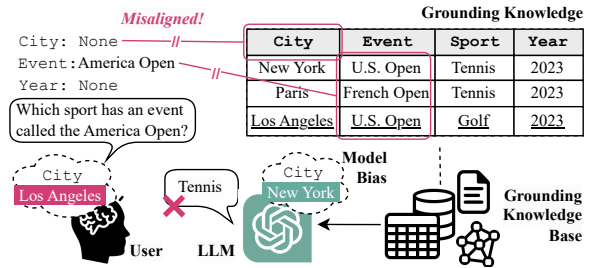 Misaligned!
Grounding Knowledge
City: None
Event: America Open
Year: None
City Event Sport Year
New York U.S. Open Tennis 2023
Paris French Open Tennis 2023
Los Angeles U.S. Open Golf 2023
Which sport has an event
called the America Open?
City
Los Angeles
User
Tennis
LLM
City
New York
Model
Bias
Grounding
Knowledge
Base